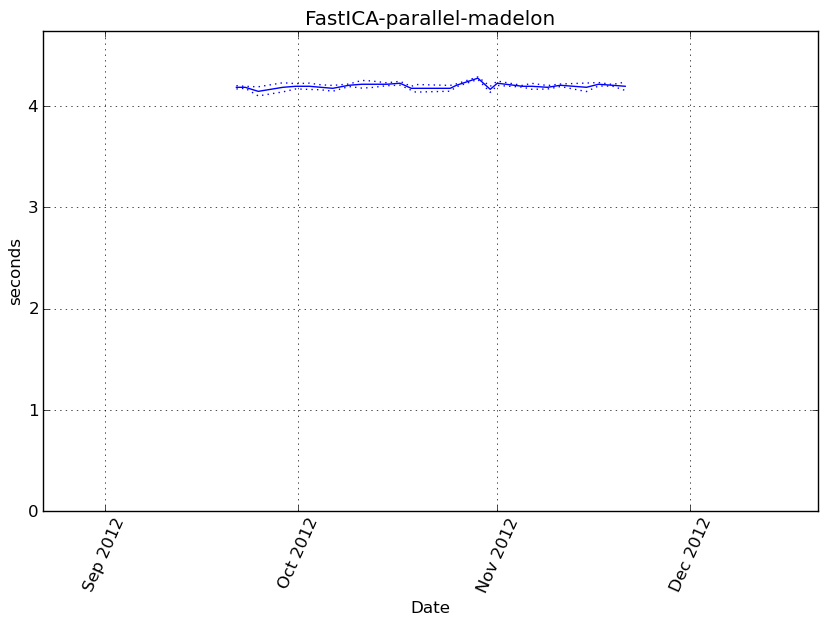 FastICA-parallel-madelon
4
3
2
1
0
seconds
Sep 2012
Oct 2012
Nov 2012
Dec 2012
Date